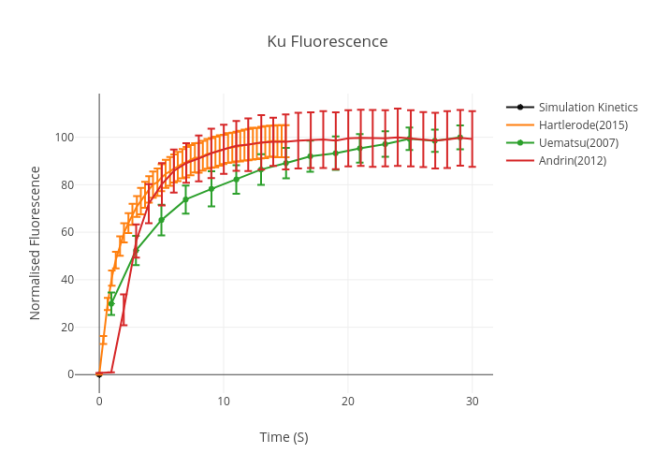 Ku Fluorescence
Simulation Kinetics
Hartlerode(2015)
Uematsu(2007)
Andrin(2012)
Normalised Fluorescence
100
80
60
40
20
0
0 10 20 30
Time (S)